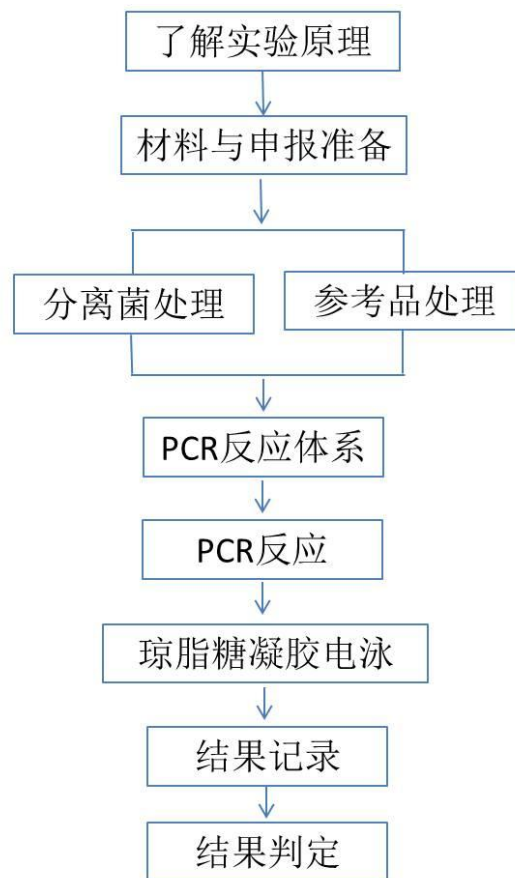 了解实验原理
材料与申报准备
分离菌处理
参考品处理
PCR反应体系
PCR反应
琼脂糖凝胶电泳
结果记录
结果判定